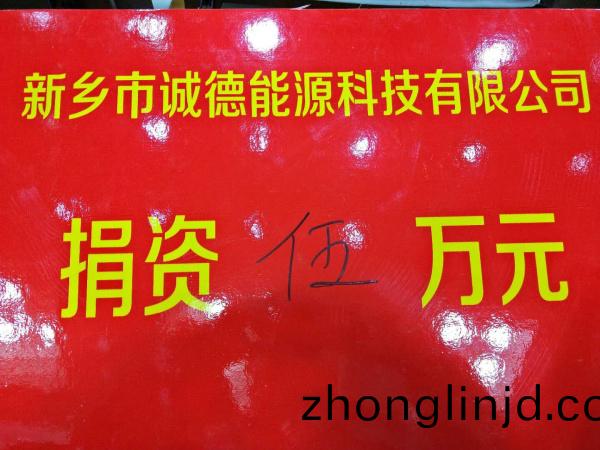 新乡市诚德能源科技有限公司
捐资 伍 万元
zhonglinjd.co